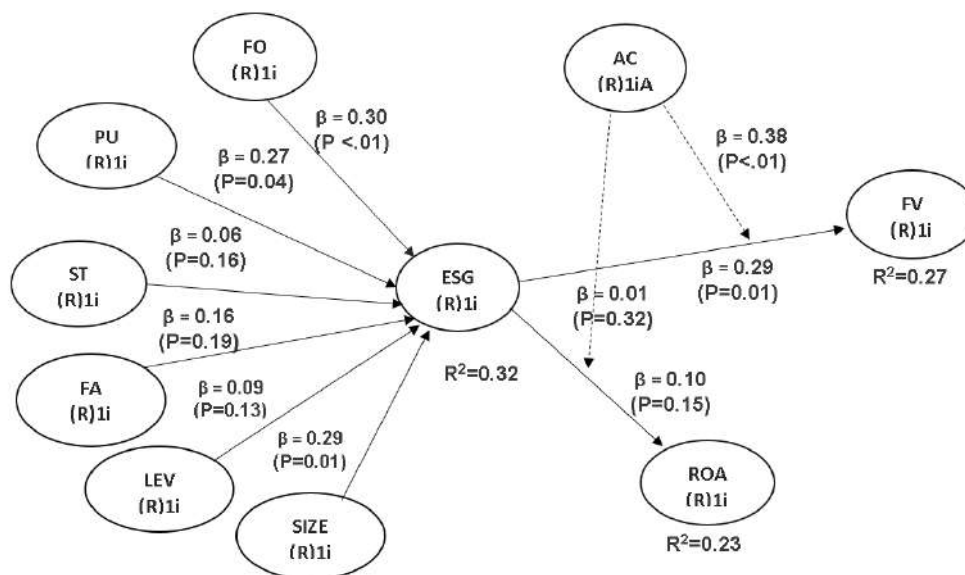 FO
(R)1i
AC
(R)1iA
PU
(R)1i
β = 0.30
(P <.01)
β = 0.38
(P<.01)
β = 0.27
(P=0.04)
FV
(R)1i
R²=0.27
ST
(R)1i
β = 0.06
(P=0.16)
ESG
(R)1i
R²=0.32
β = 0.29
(P=0.01)
β = 0.01
(P=0.32)
FA
(R)1i
β = 0.16
(P=0.19)
β = 0.09
(P=0.13)
β = 0.10
(P=0.15)
LEV
(R)1i
β = 0.29
(P=0.01)
SIZE
(R)1i
ROA
(R)1i
R²=0.23